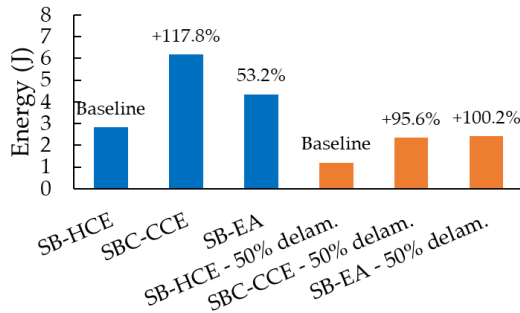 Energy (J)
8
7
6
5
4
3
2
1
0
Baseline
+117.8%
53.2%
Baseline
+95.6%
+100.2%
SB-HCE
SBC-CCE
SB-EA
SB-HCE - 50% delam.
SBC-CCE - 50% delam.
SB-EA - 50% delam.